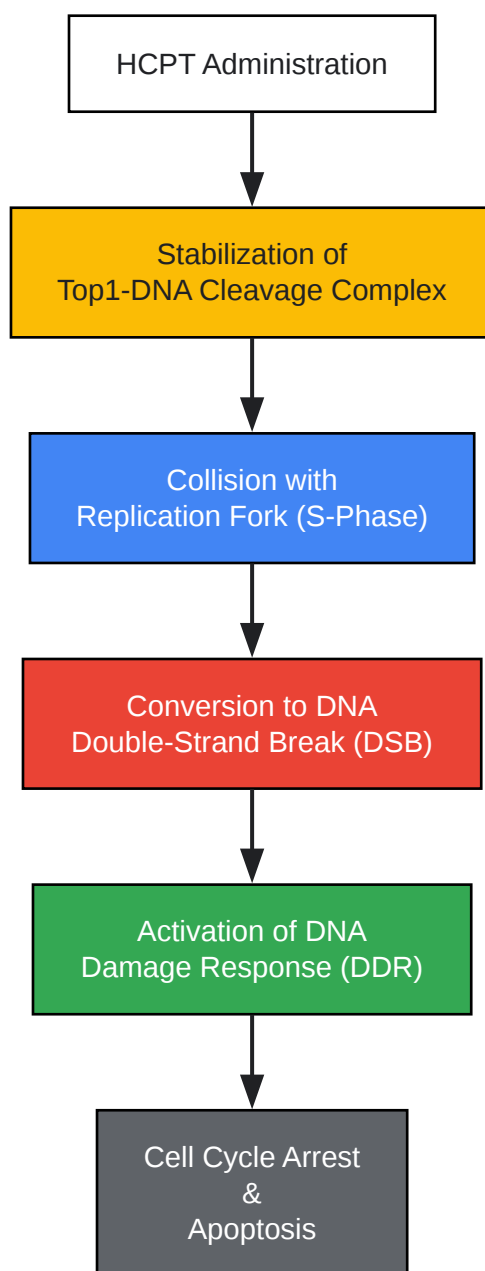 HCPT Administration
Stabilization of
Top1-DNA Cleavage Complex
Collision with
Replication Fork (S-Phase)
Conversion to DNA
Double-Strand Break (DSB)
Activation of DNA
Damage Response (DDR)
Cell Cycle Arrest
&
Apoptosis